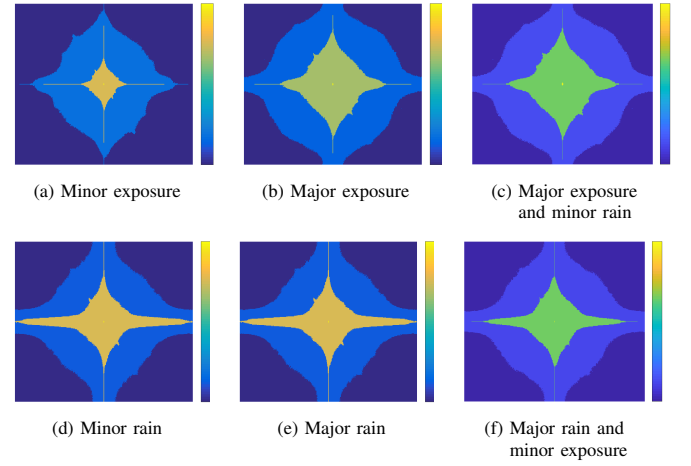 (a) Minor exposure
(b) Major exposure
(c) Major exposure
and minor rain
(d) Minor rain
(e) Major rain
(f) Major rain and
minor exposure